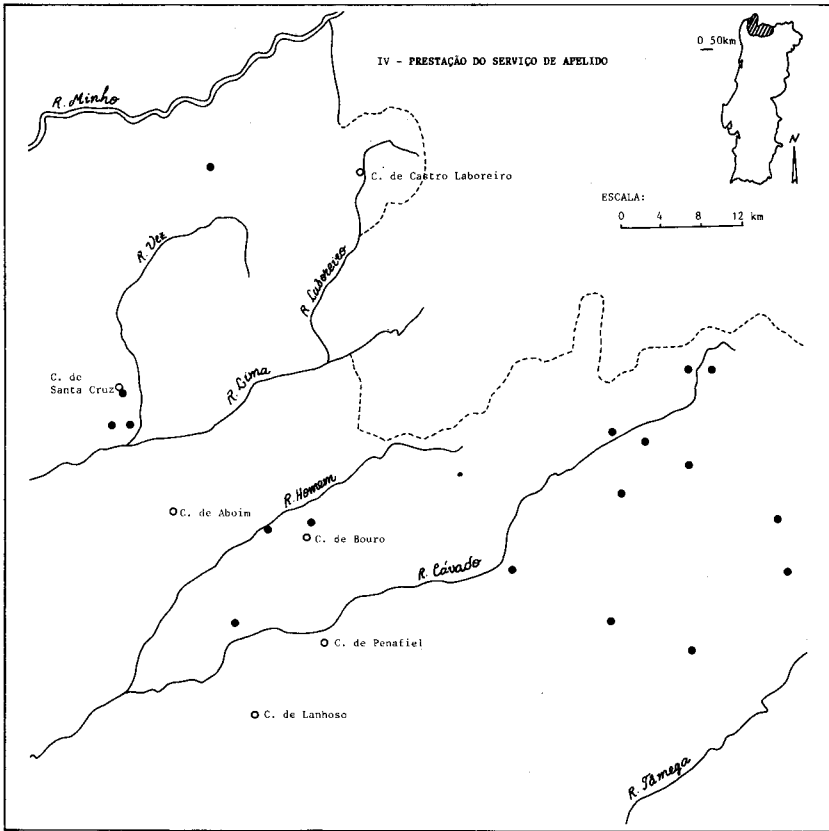 IV - PRESTAÇÃO DO SERVIÇO DE APELIDO
0 50km
N
R. Minho
C. de Castro Laboreiro
ESCALA:
0 4 8 12 km
R. Vez
R. Laboreiro
C. de
Santa Cruz
R. Lima
R. Homem
C. de Aboim
C. de Bouro
R. Cávado
C. de Penafiel
C. de Lanhoso
R. Tâmega